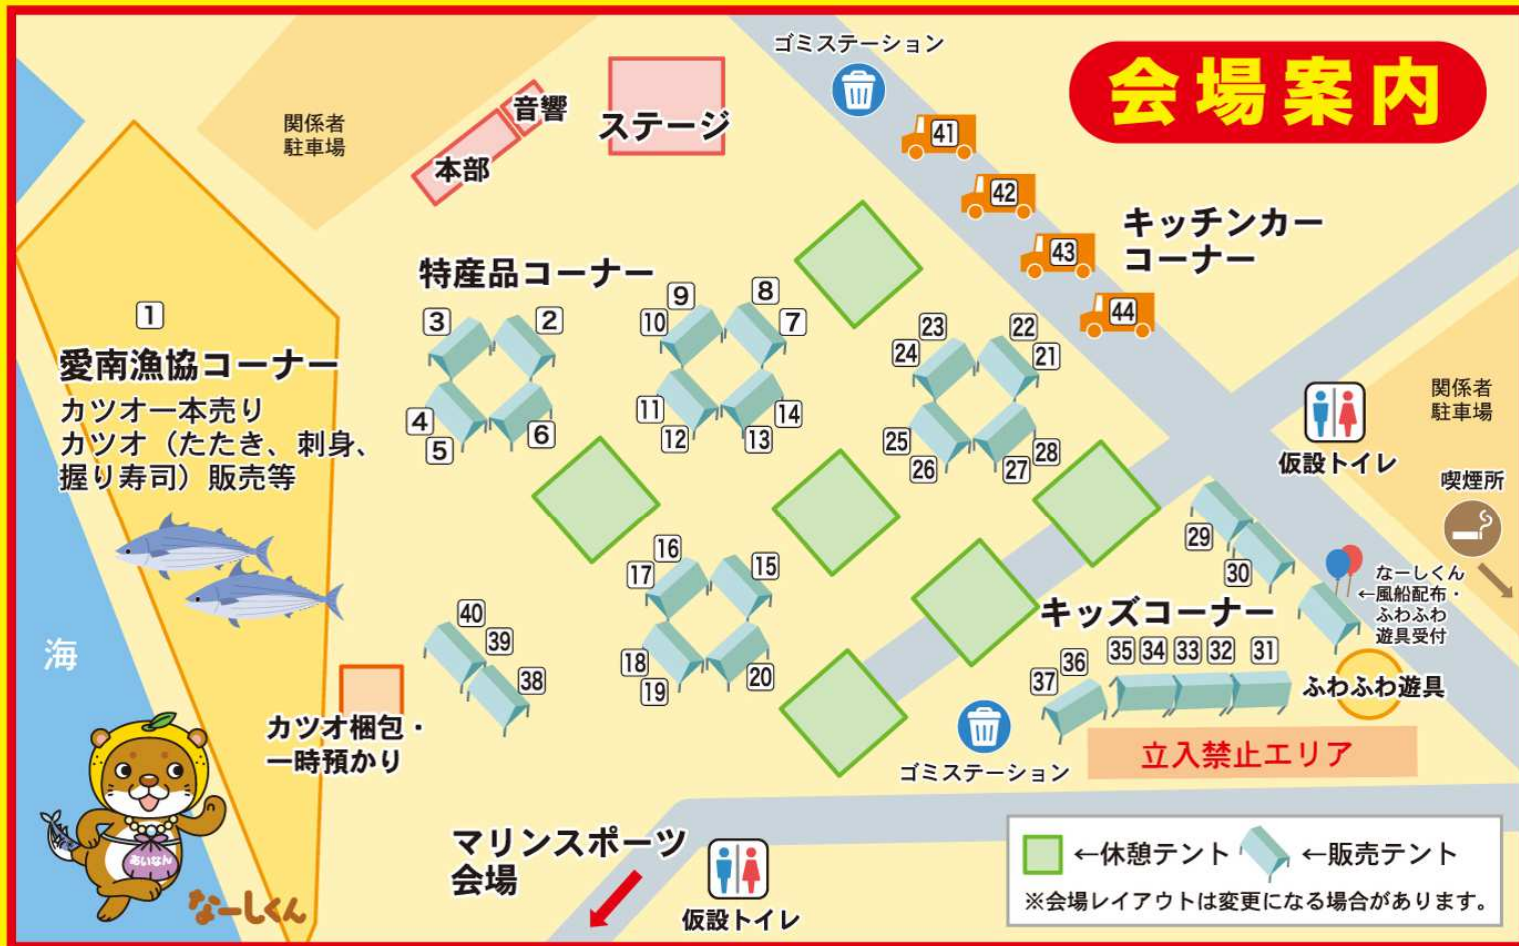 会場案内
ゴミステーション
関係者
駐車場
音響
本部
ステージ
41
42
43
44
キッチンカー
コーナー
特産品コーナー
1
愛南漁協コーナー
カツオ一本売り
カツオ（たたき、刺身、
握り寿司）販売等
3
2
4
5
6
9
8
10
7
11
12
14
13
23
22
24
21
25
26
28
27
関係者
駐車場
仮設トイレ
喫煙所
29
30
なーしくん
←風船配布・
ふわふわ
遊具受付
16
15
17
18
19
20
40
39
38
キッズコーナー
37
36
35
34
33
32
31
ふわふわ遊具
海
カツオ梱包・
一時預かり
ゴミステーション
立入禁止エリア
マリンスポーツ
会場
仮設トイレ
あいなん
なーしくん
←休憩テント
←販売テント
※会場レイアウトは変更になる場合があります。